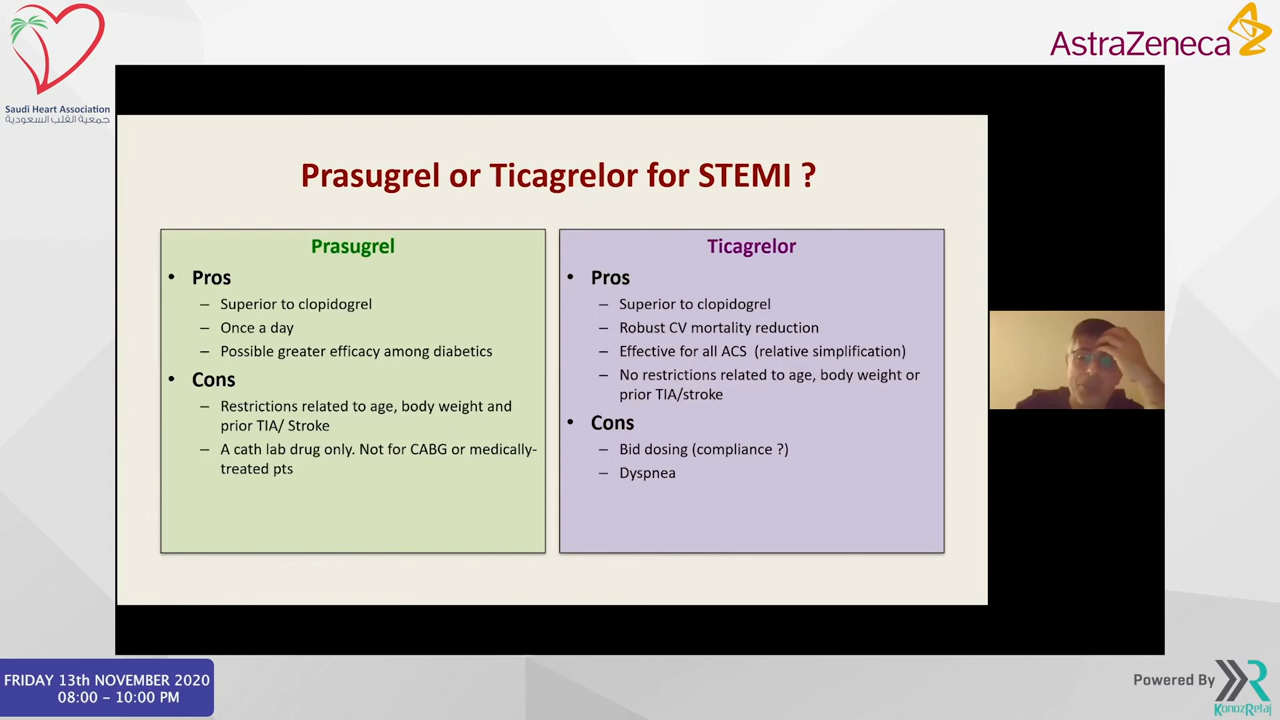 Saudi Heart Association
جمعية القلب السعودية
AstraZeneca
Prasugrel or Ticagrelor for STEMI ?
Prasugrel
• Pros
– Superior to clopidogrel
– Once a day
– Possible greater efficacy among diabetics
• Cons
– Restrictions related to age, body weight and
prior TIA/ Stroke
– A cath lab drug only. Not for CABG or medically-
treated pts
Ticagrelor
• Pros
– Superior to clopidogrel
– Robust CV mortality reduction
– Effective for all ACS (relative simplification)
– No restrictions related to age, body weight or
prior TIA/stroke
• Cons
– Bid dosing (compliance ?)
– Dyspnea
FRIDAY 13th NOVEMBER 2020
08:00 – 10:00 PM
Powered By
KonozRetaj